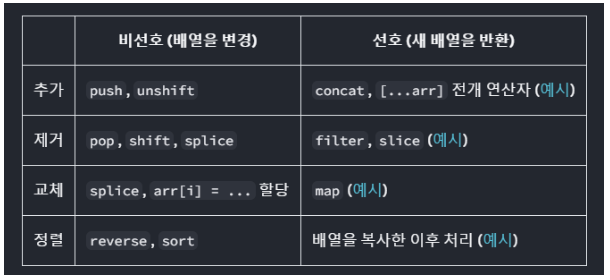 비선호 (배열을 변경) 선호 (새 배열을 반환)
추가 push, unshift concat, [...arr] 전개 연산자 (예시)
제거 pop, shift, splice filter, slice (예시)
교체 splice, arr[i] = ... 할당 map (예시)
정렬 reverse, sort 배열을 복사한 이후 처리 (예시)